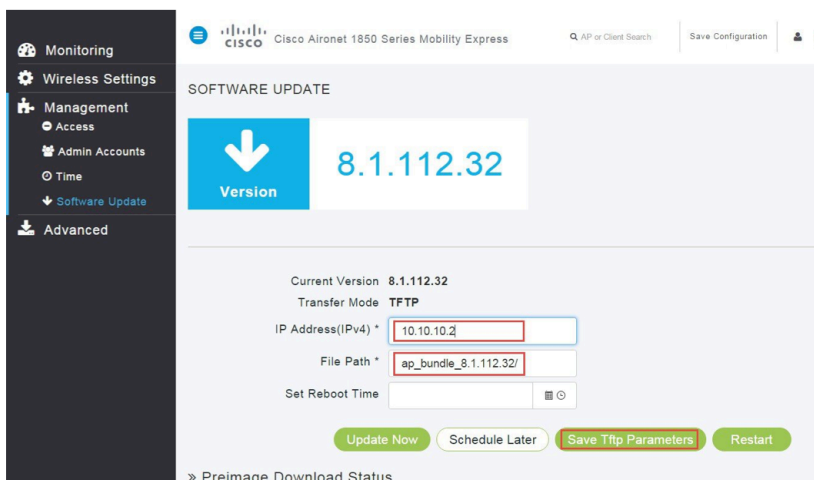 Monitoring
Wireless Settings
Management
Access
Admin Accounts
Time
Software Update
Advanced
CISCO Cisco Aironet 1850 Series Mobility Express
AP or Client Search
Save Configuration
SOFTWARE UPDATE
Version
8.1.112.32
Current Version 8.1.112.32
Transfer Mode TFTP
IP Address(IPv4) * 10.10.10.2
File Path * ap_bundle_8.1.112.32/
Set Reboot Time
Update Now Schedule Later Save Tftp Parameters Restart
» Preimage Download Status